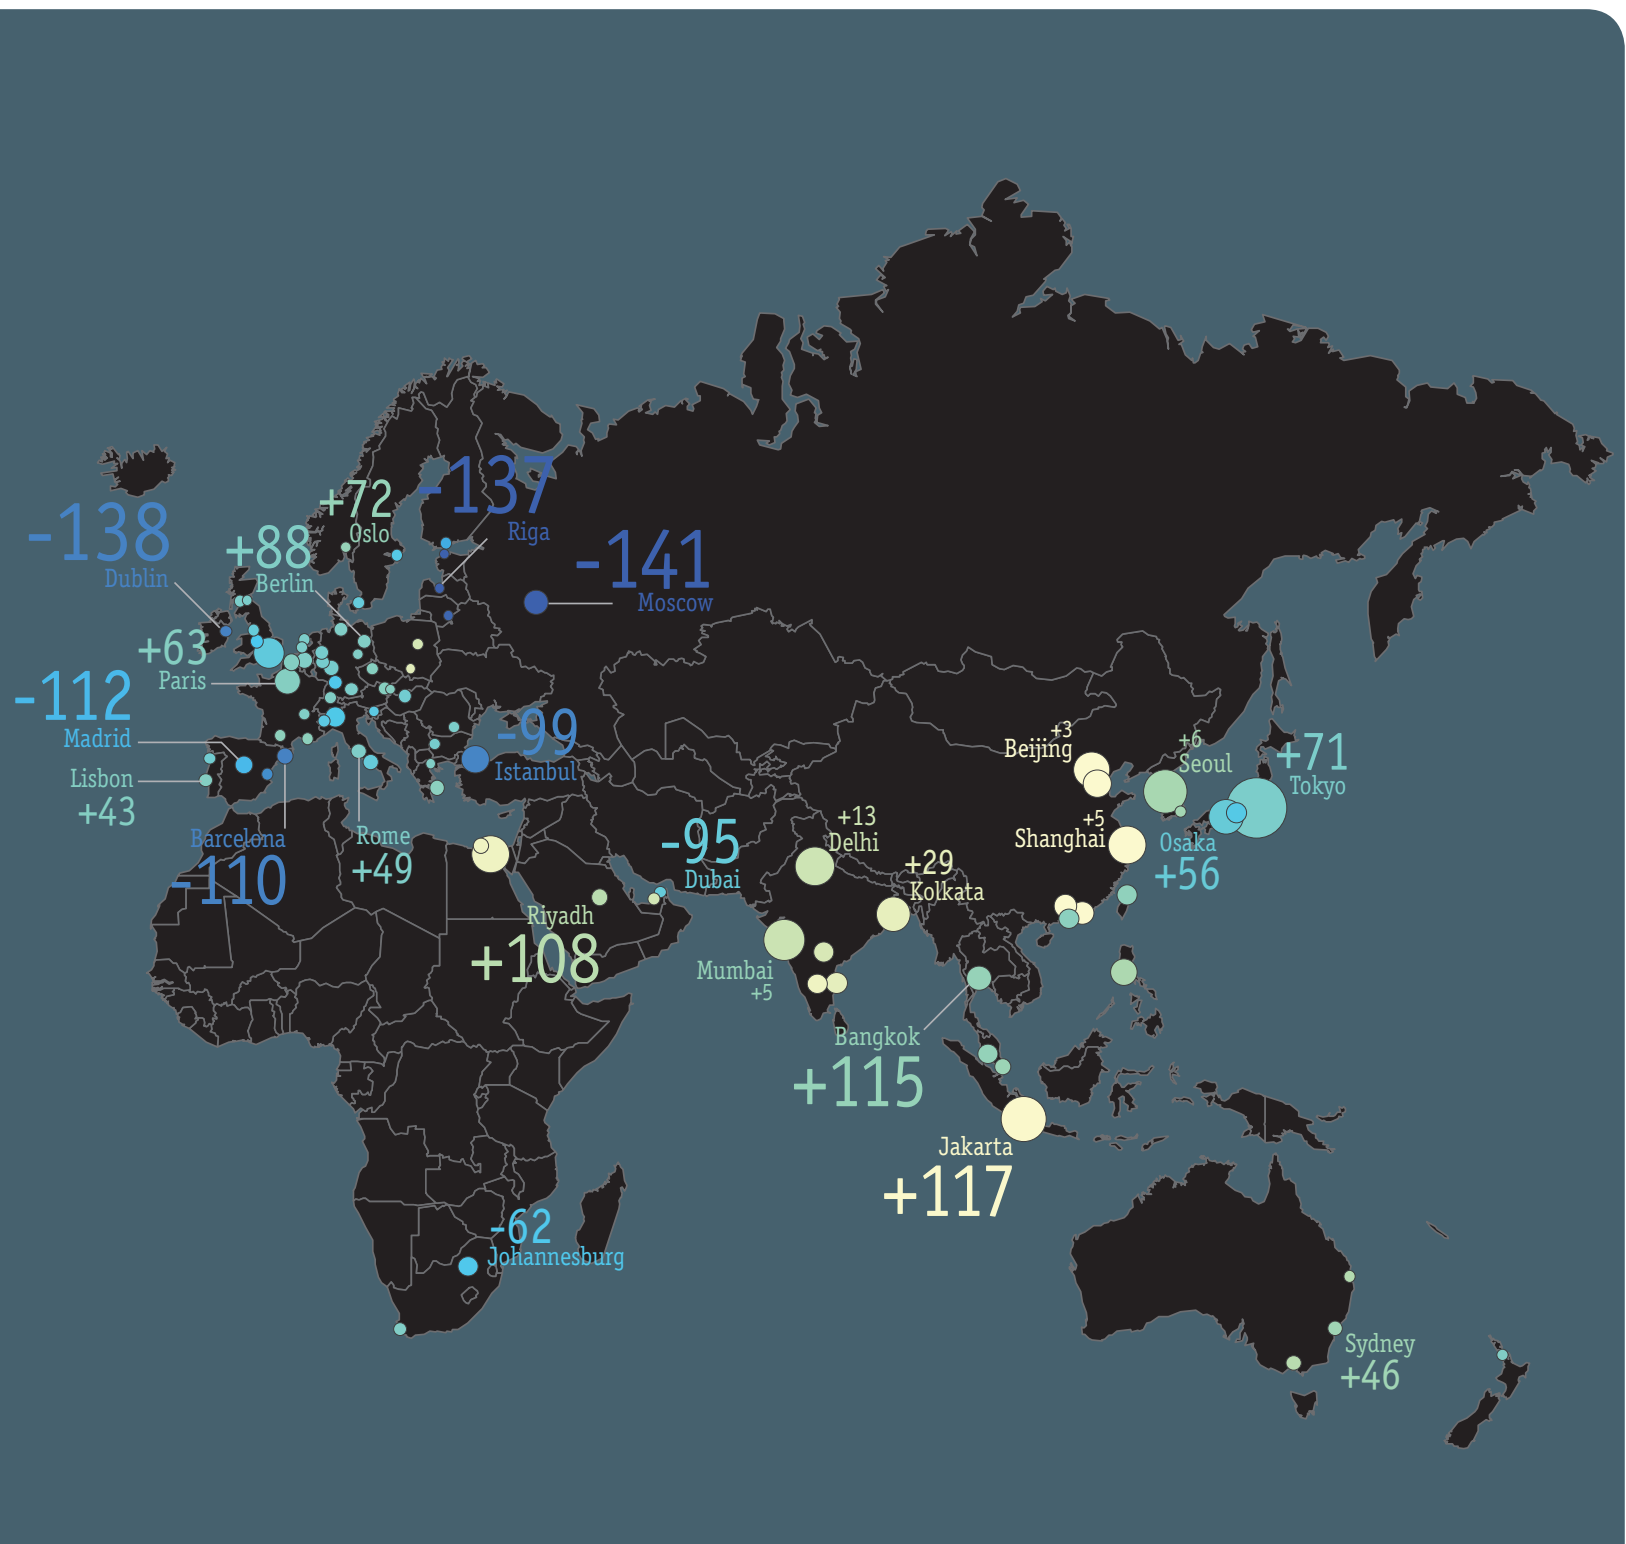 -137
Riga
+72
Oslo
-138
Dublin
+88
Berlin
-141
Moscow
+63
Paris
-112
Madrid
Lisbon
+43
-99
Istanbul
Barcelona
-110
Rome
+49
-95
Dubai
Riyadh
+108
+3
Beijing
+6
Seoul
+71
Tokyo
+5
Shanghai
Osaka
+56
+13
Delhi
+29
Kolkata
Mumbai
+5
Bangkok
+115
Jakarta
+117
-62
Johannesburg
Sydney
+46